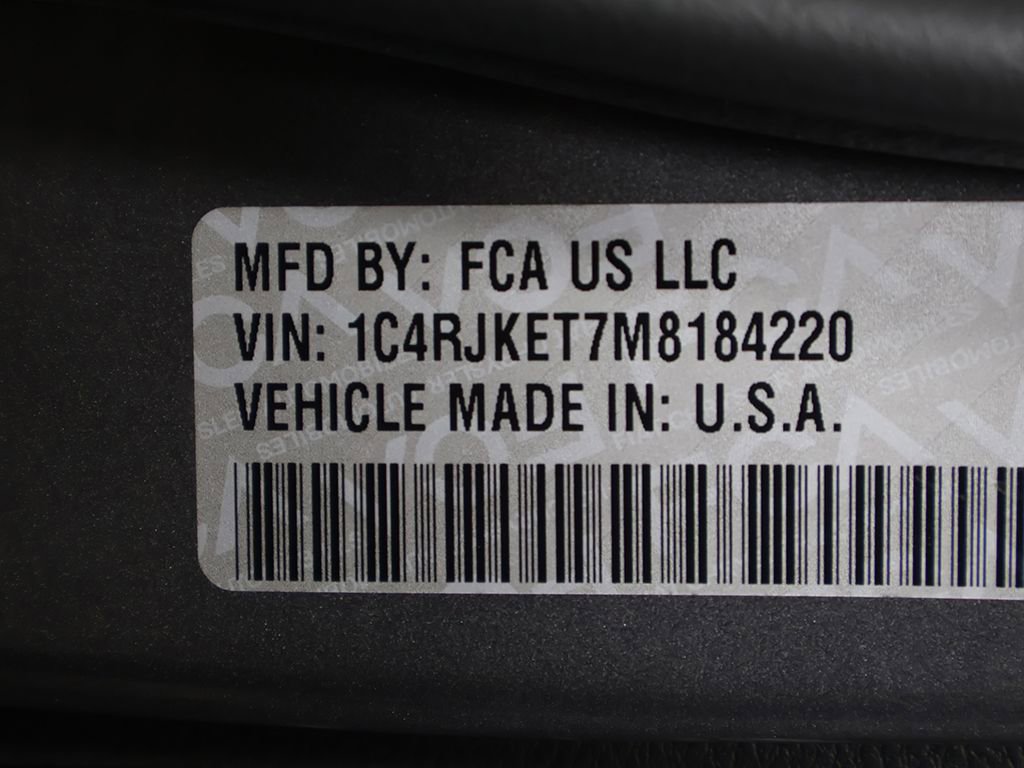 MFD BY: FCA US LLC
VIN: 1C4RJKET7M8184220
VEHICLE MADE IN: U.S.A.